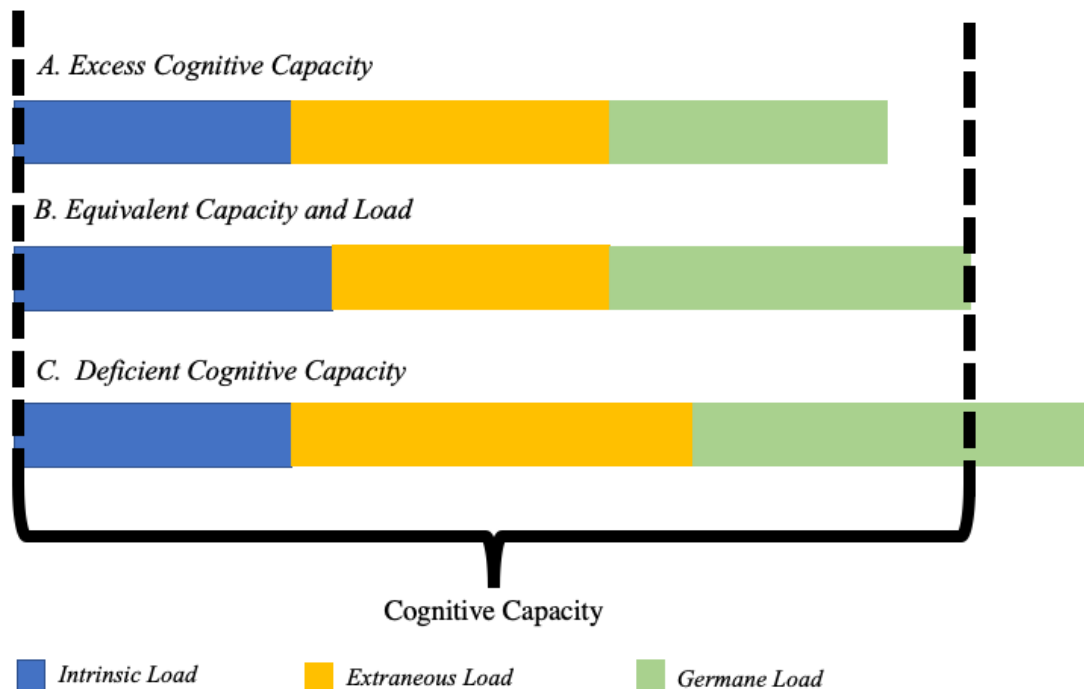 A. Excess Cognitive Capacity
B. Equivalent Capacity and Load
C. Deficient Cognitive Capacity
Cognitive Capacity
Intrinsic Load
Extraneous Load
Germane Load